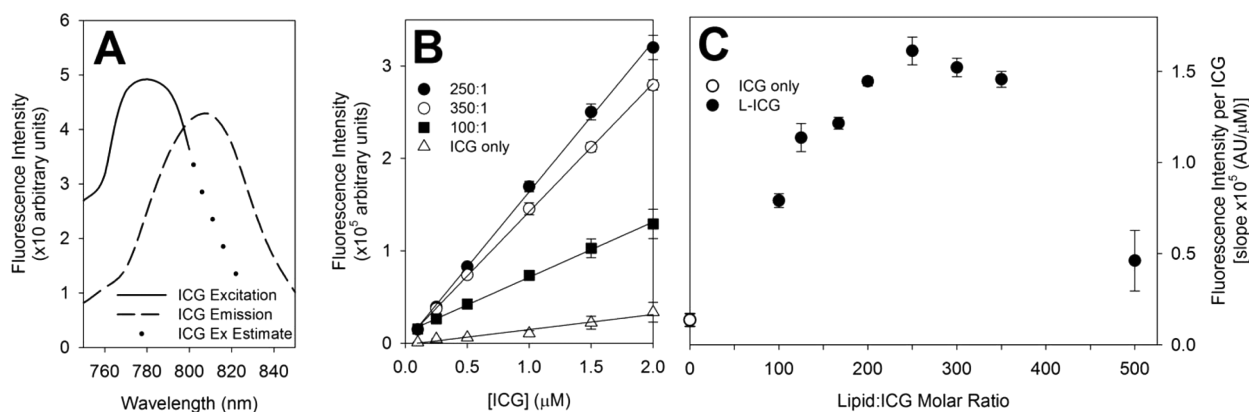 A
Fluorescence Intensity
(x10 arbitrary units)
6
5
4
3
2
1
0
ICG Excitation
ICG Emission
ICG Ex Estimate
760 780 800 820 840
Wavelength (nm)
B
Fluorescence Intensity
(x10⁵ arbitrary units)
3
2
1
0
250:1
350:1
100:1
ICG only
0.0 0.5 1.0 1.5 2.0
[ICG] (μM)
C
ICG only
L-ICG
0 100 200 300 400 500
Lipid:ICG Molar Ratio
1.5
1.0
0.5
0.0
Fluorescence Intensity per ICG
[slope x10⁵ (AU/μM)]